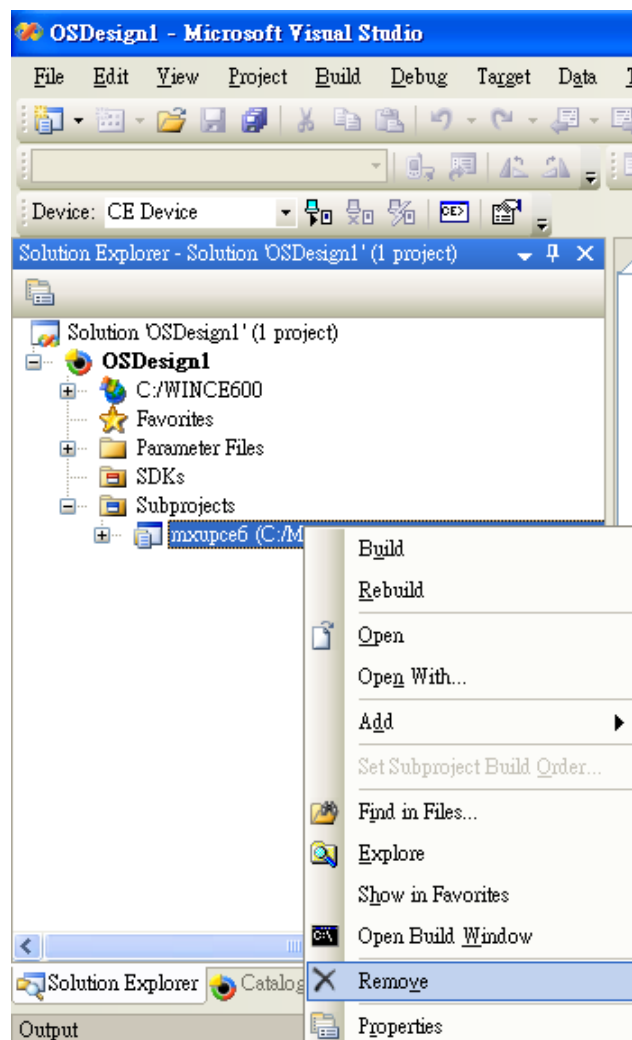 OSDesign1 - Microsoft Visual Studio
File Edit View Project Build Debug Target Data
Device: CE Device
Solution Explorer - Solution 'OSDesign1' (1 project)
Solution 'OSDesign1' (1 project)
OSDesign1
C:/WINCE600
Favorites
Parameter Files
SDKs
Subprojects
mxupce6 (C:/M
Build
Rebuild
Open
Open With...
Add
Set Subproject Build Order...
Find in Files...
Explore
Show in Favorites
Open Build Window
Remove
Properties
Solution Explorer Catalog
Output